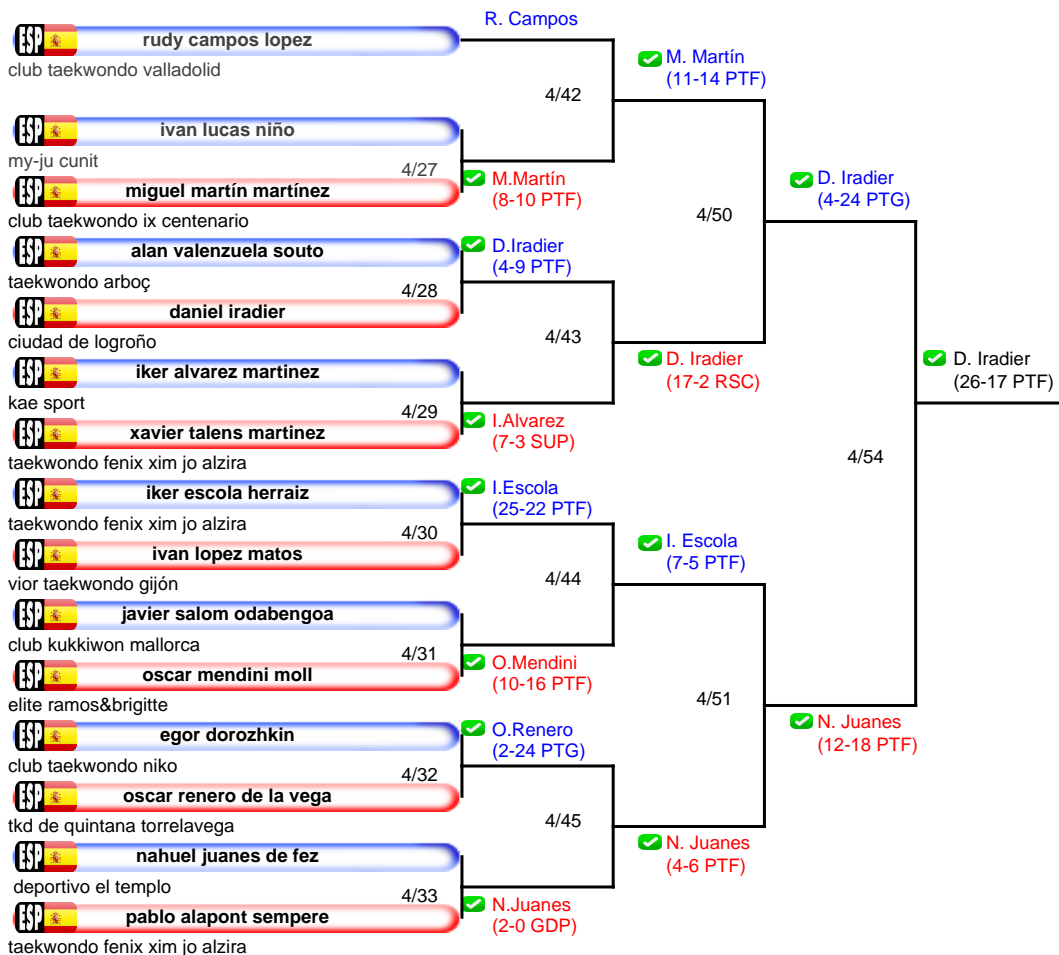 R. Campos
ESP rudy campos lopez
club taekwondo valladolid
M. Martín
(11-14 PTF)
4/42
ESP ivan lucas niño
my-ju cunit
4/27
M.Martín
(8-10 PTF)
ESP miguel martín martínez
club taekwondo ix centenario
D. Iradier
(4-24 PTG)
4/50
ESP alan valenzuela souto
taekwondo arboç
D.Iradier
(4-9 PTF)
4/28
ESP daniel iradier
ciudad de logroño
4/43
ESP iker alvarez martinez
kae sport
D. Iradier
(17-2 RSC)
D. Iradier
(26-17 PTF)
4/29
I.Alvarez
(7-3 SUP)
ESP xavier talens martinez
taekwondo fenix xim jo alzira
4/54
ESP iker escola herraiz
taekwondo fenix xim jo alzira
I.Escola
(25-22 PTF)
4/30
ESP ivan lopez matos
vior taekwondo gijón
I. Escola
(7-5 PTF)
4/44
ESP javier salom odabengoa
club kukkiwon mallorca
4/31
O.Mendini
(10-16 PTF)
ESP oscar mendini moll
elite ramos&brigitte
4/51
N. Juanes
(12-18 PTF)
ESP egor dorozhkin
club taekwondo niko
O.Renero
(2-24 PTG)
4/32
ESP oscar renero de la vega
tkd de quintana torrelavega
4/45
N. Juanes
(4-6 PTF)
ESP nahuel juanes de fez
deportivo el templo
4/33
N.Juanes
(2-0 GDP)
ESP pablo alapont sempere
taekwondo fenix xim jo alzira